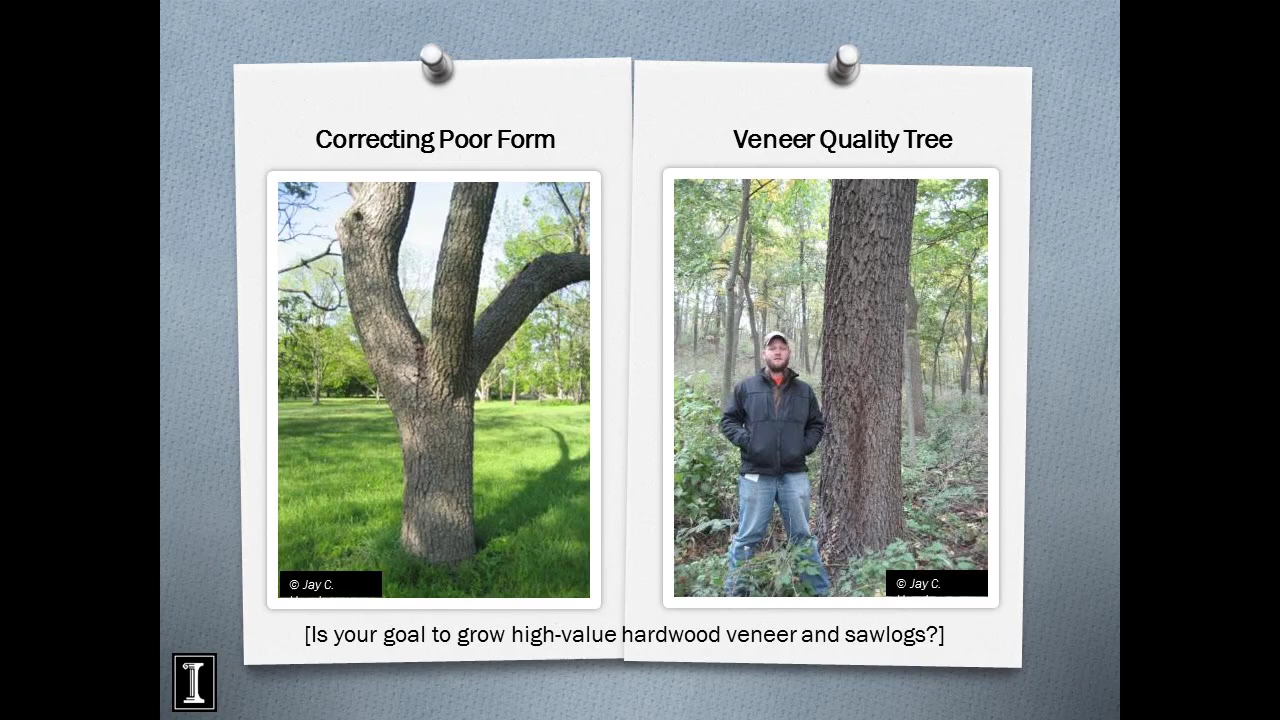 Correcting Poor Form
Veneer Quality Tree
© Jay C.
© Jay C.
[Is your goal to grow high-value hardwood veneer and sawlogs?]
I